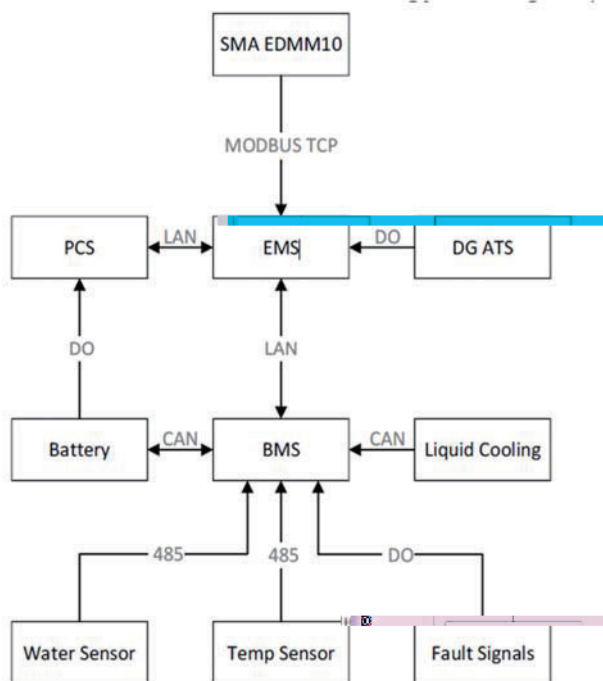 SMA EDMM10
MODBUS TCP
PCS
LAN
EMS
DO
DG ATS
DO
LAN
Battery
CAN
BMS
CAN
Liquid Cooling
485
485
DO
Water Sensor
Temp Sensor
Fault Signals